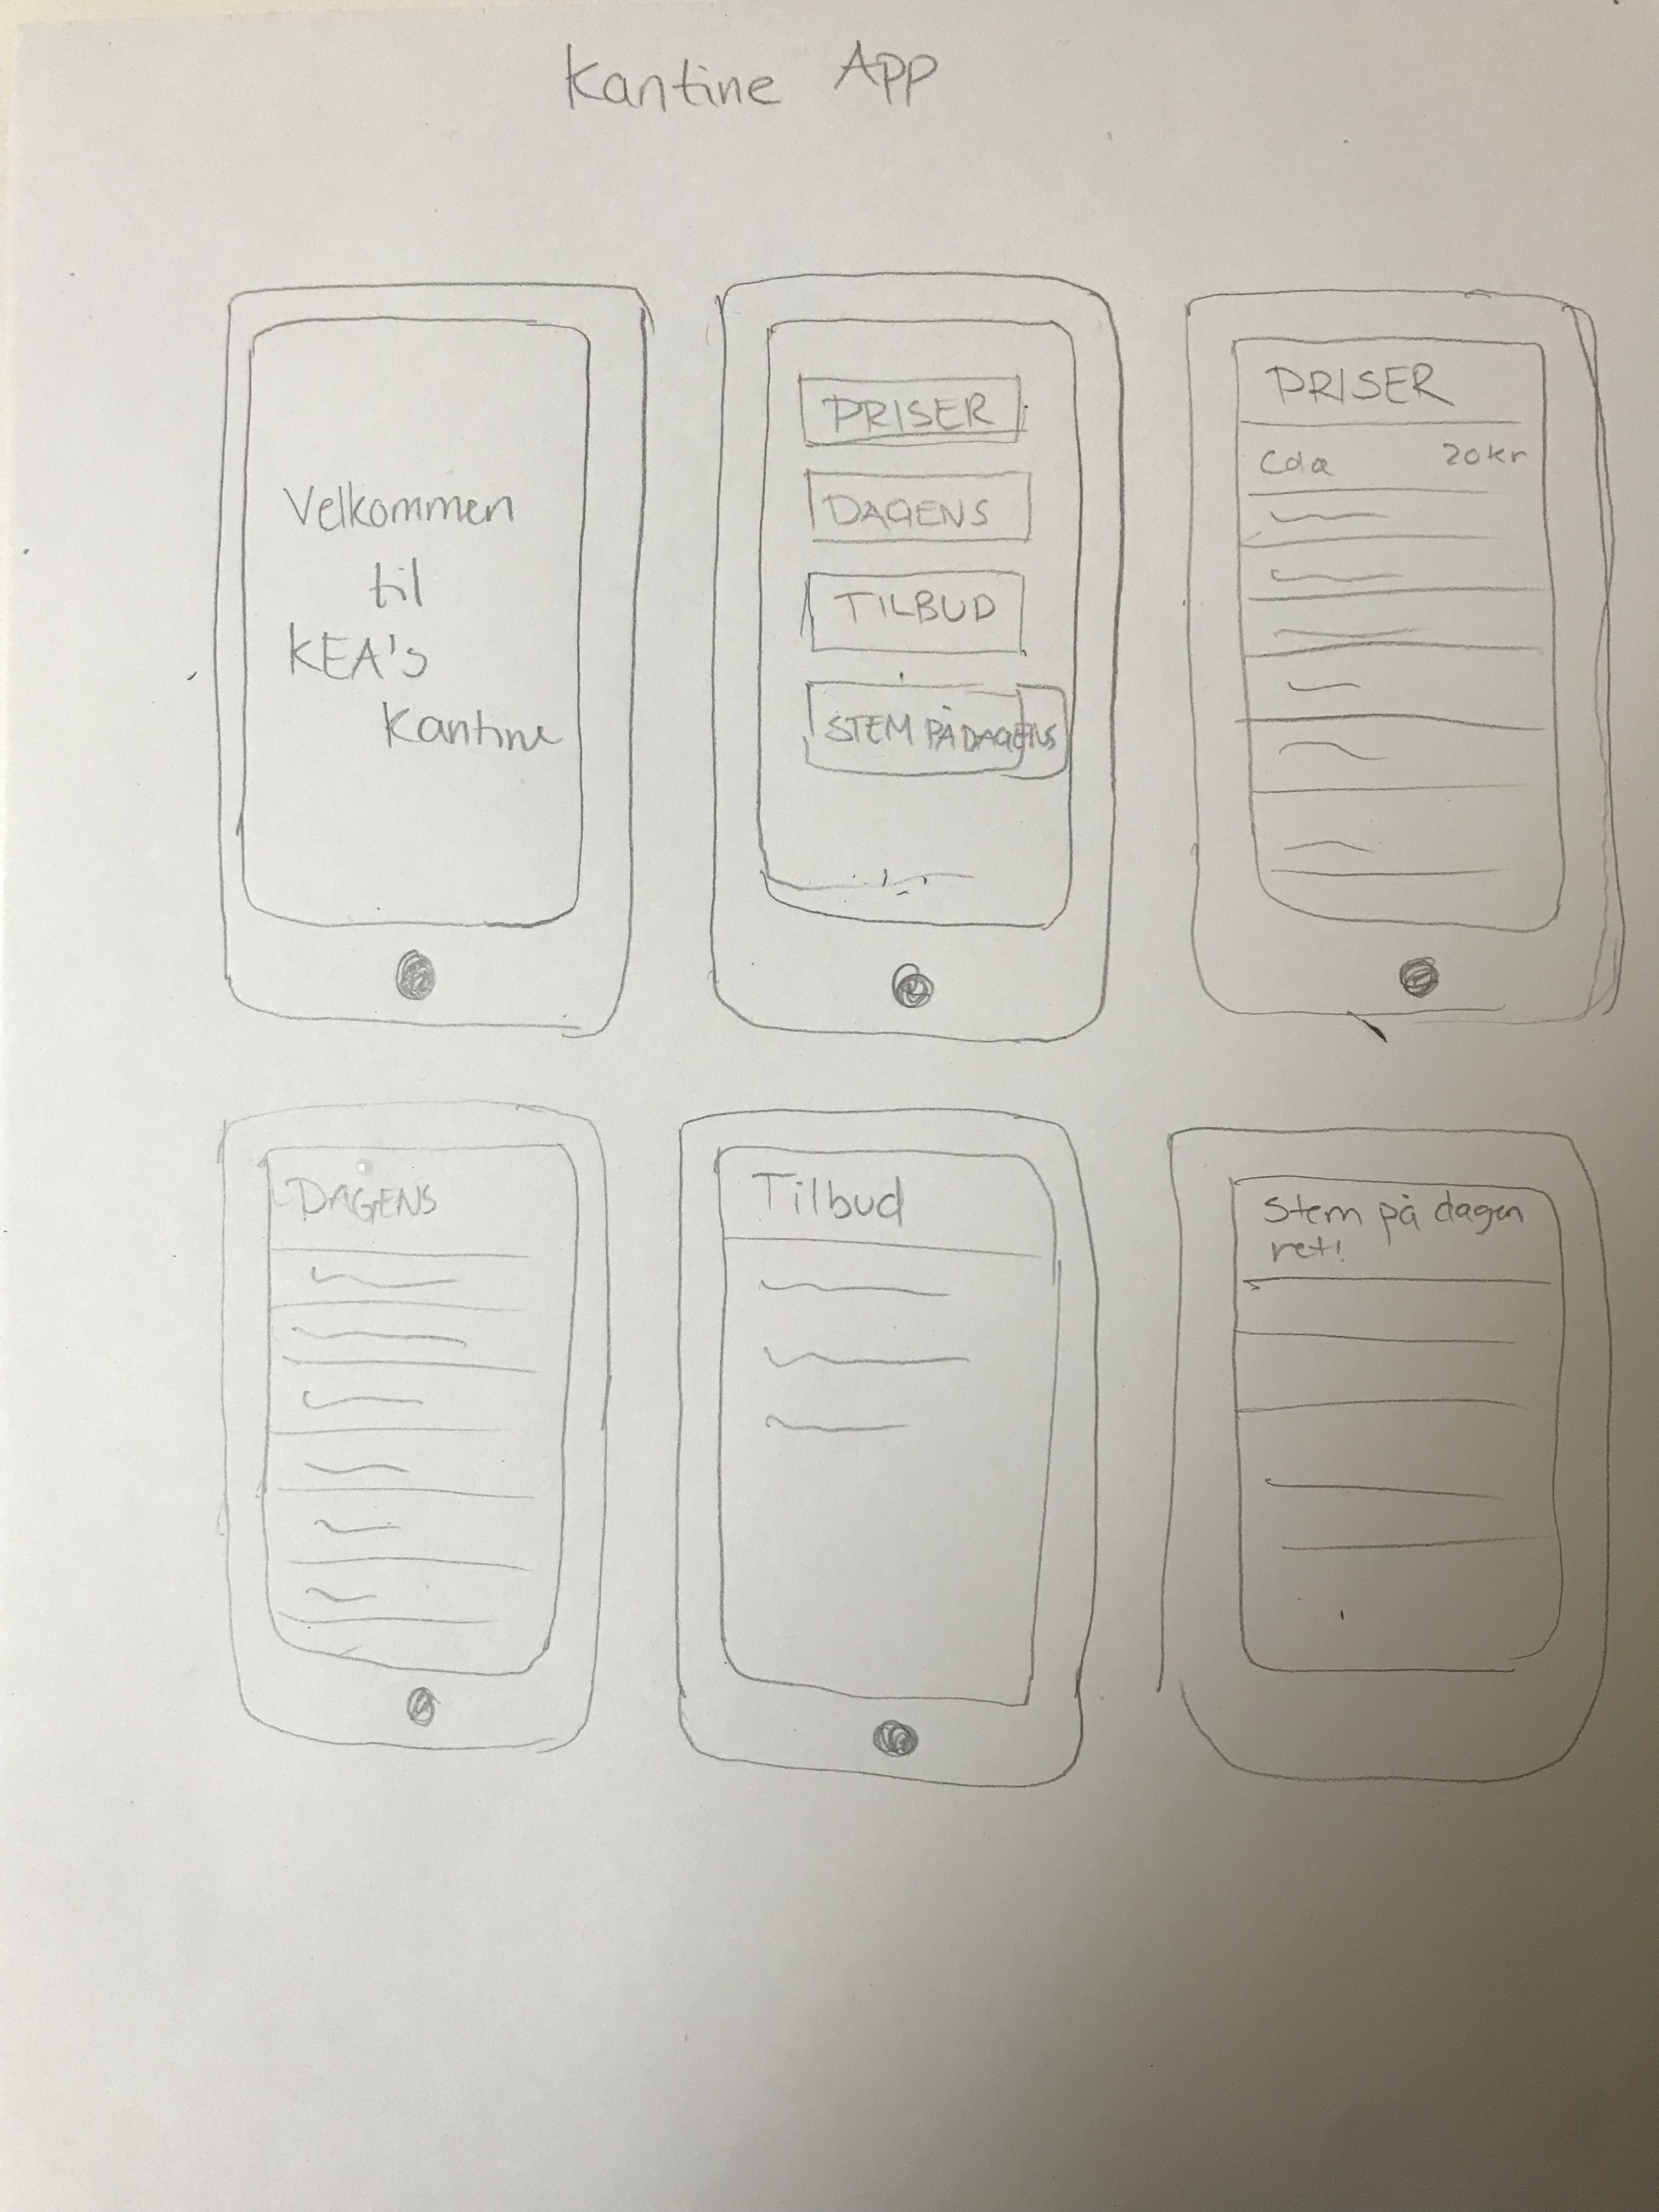 Kantine App
Velkommen
til
KEA's
Kantine
PRISER
DAGENS
TILBUD
STEM PÅ DAGENS
PRISER
Cola 20kr
DAGENS
Tilbud
Stem på dagen
ret!